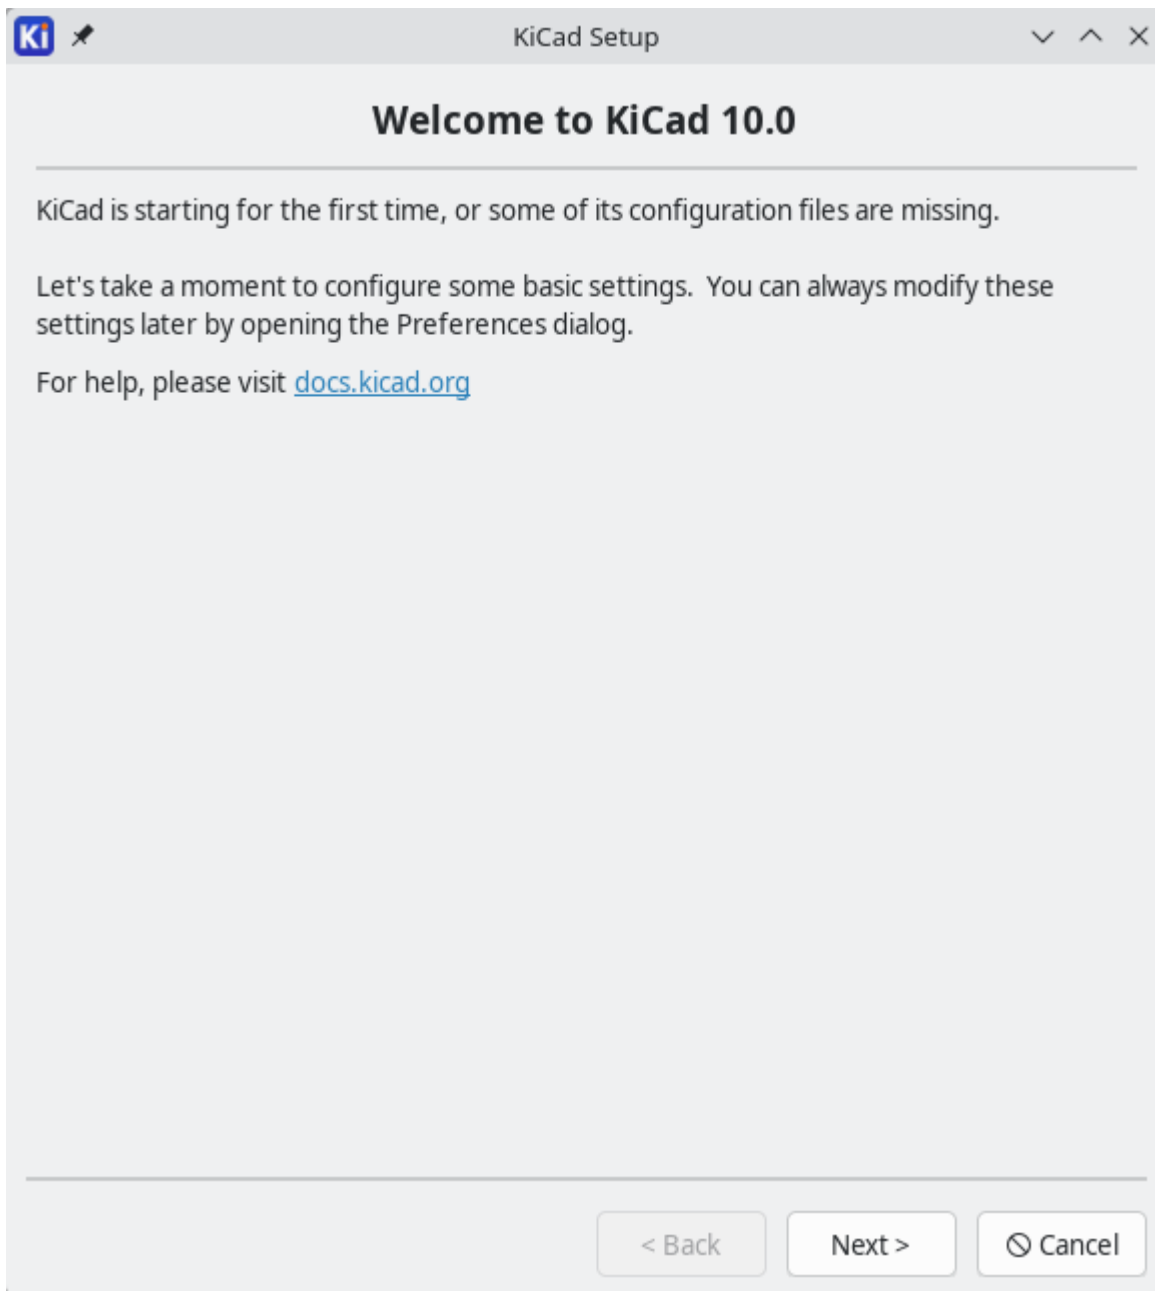 Ki
KiCad Setup
Welcome to KiCad 10.0
KiCad is starting for the first time, or some of its configuration files are missing.
Let's take a moment to configure some basic settings.  You can always modify these
settings later by opening the Preferences dialog.
For help, please visit docs.kicad.org
< Back
Next >
Cancel